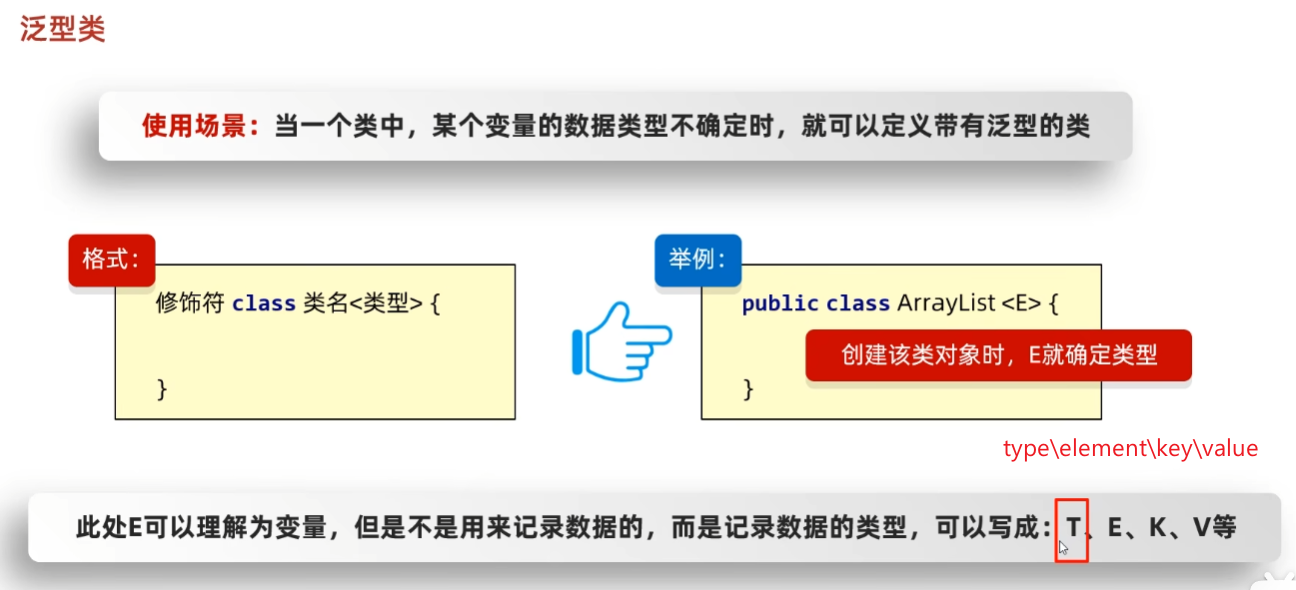 泛型类
使用场景：当一个类中，某个变量的数据类型不确定时，就可以定义带有泛型的类
格式：
修饰符 class 类名<类型> {
}
举例：
public class ArrayList <E> {
创建该类对象时，E就确定类型
}
type\element\key\value
此处E可以理解为变量，但是不是用来记录数据的，而是记录数据的类型，可以写成：T、E、K、V等